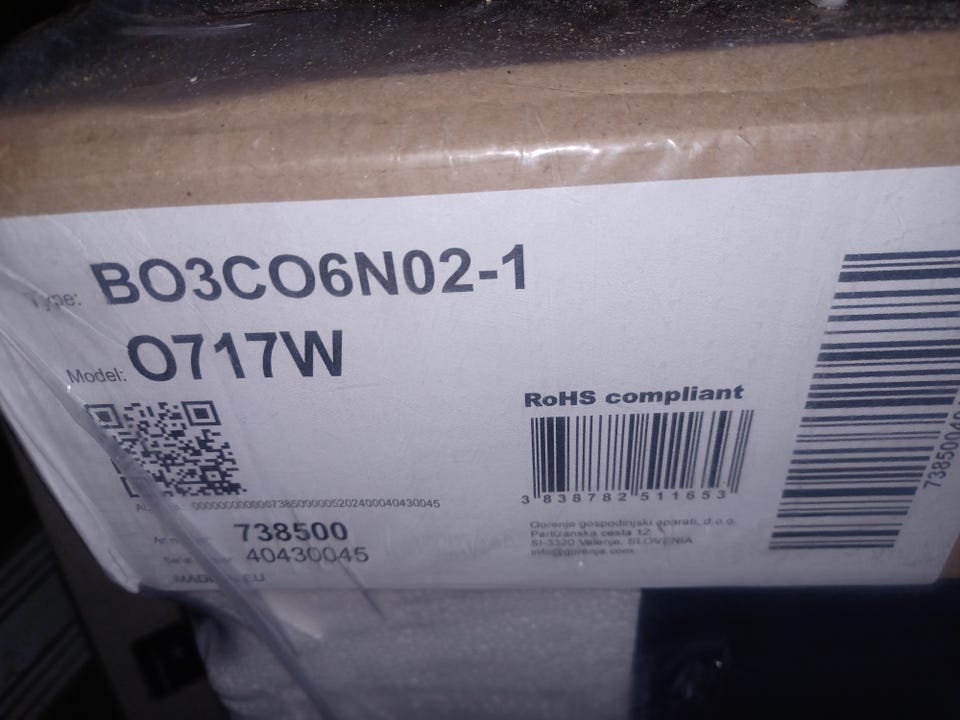 Type: BO3CO6N02-1
Model: O717W
RoHS compliant
3 838782 511653
738500
40430045
Gorenje gospodinjski aparati, d.o.o.
Partizanska cesta 12
SI-3320 Velenje, SLOVENIA
info@gorenje.com